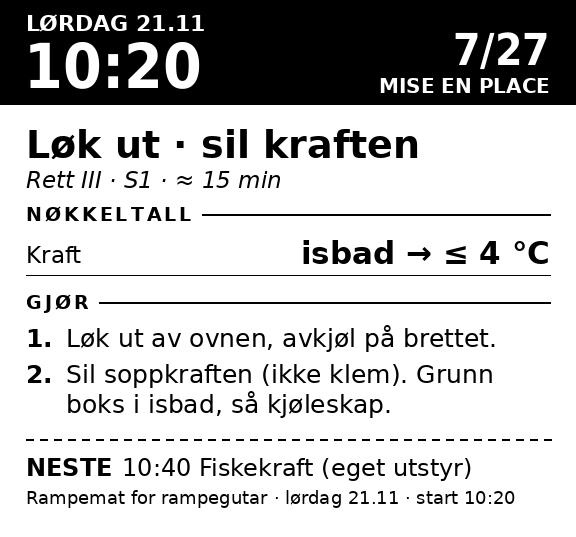 LØRDAG 21.11
10:20
7/27
MISE EN PLACE
Løk ut · sil kraften
Rett III · S1 · ≈ 15 min
NØKKELTALL
Kraft isbad → ≤ 4 °C
GJØR
1. Løk ut av ovnen, avkjøl på brettet.
2. Sil soppkraften (ikke klem). Grunn
boks i isbad, så kjøleskap.
NESTE 10:40 Fiskekraft (eget utstyr)
Rampemat for rampegutar · lørdag 21.11 · start 10:20